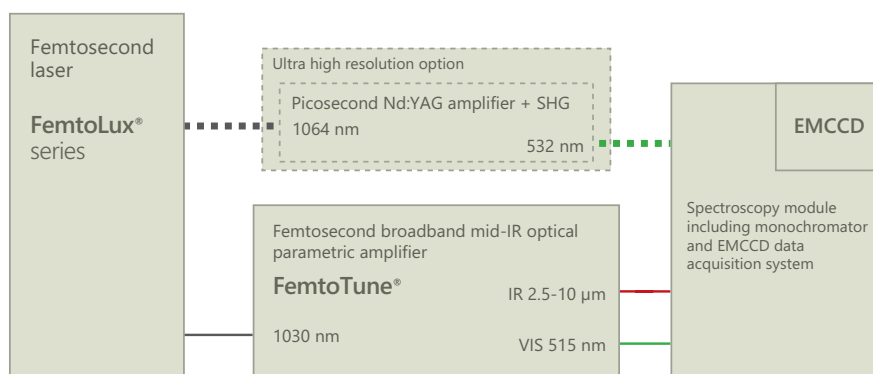 Femtosecond
laser
FemtoLux®
series
Ultra high resolution option
Picosecond Nd:YAG amplifier + SHG
1064 nm
532 nm
Femtosecond broadband mid-IR optical
parametric amplifier
FemtoTune®
IR 2.5-10 µm
1030 nm
VIS 515 nm
EMCCD
Spectroscopy module
including monochromator
and EMCCD data
acquisition system